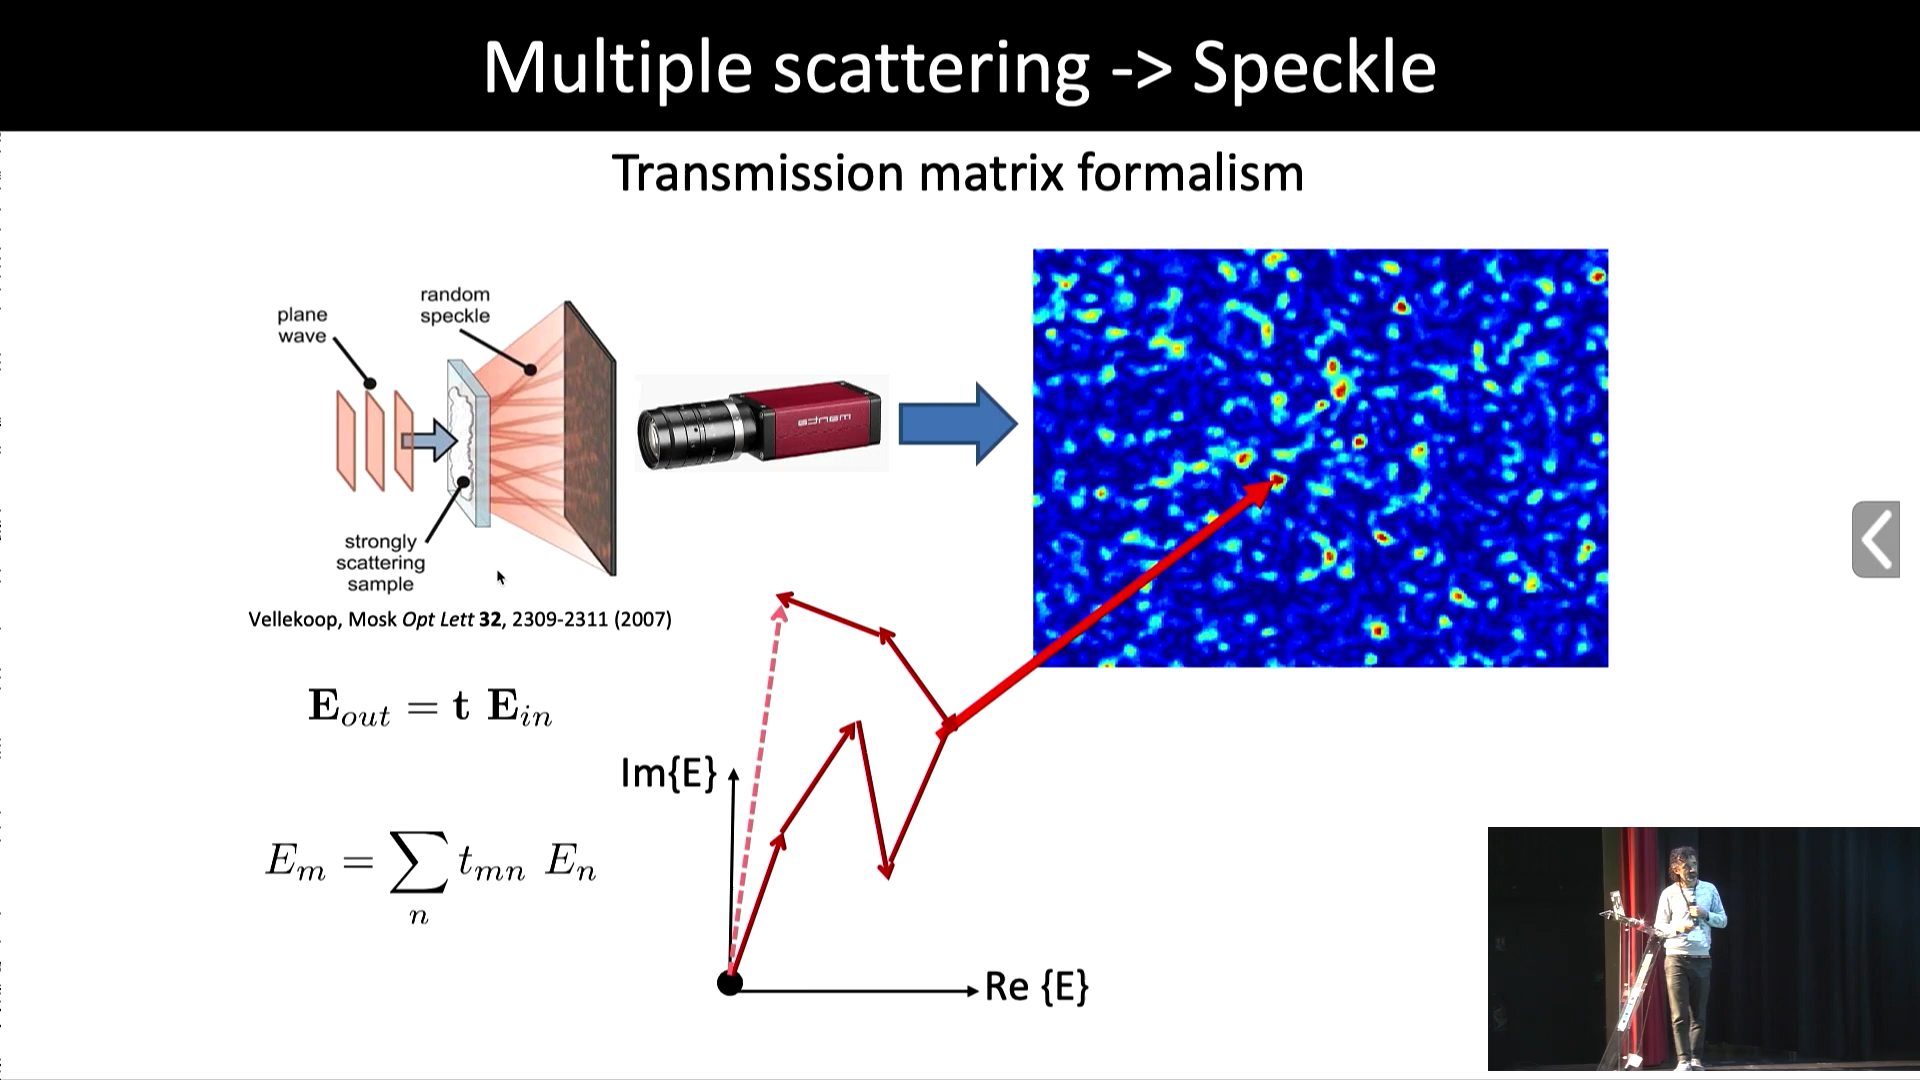 Multiple scattering -> Speckle
Transmission matrix formalism
random
speckle
plane
wave
strongly
scattering
sample
Vellekoop, Mosk Opt Lett 32, 2309-2311 (2007)
E_out = t E_in
Im{E}
E_m = ∑_n t_mn E_n
Re {E}